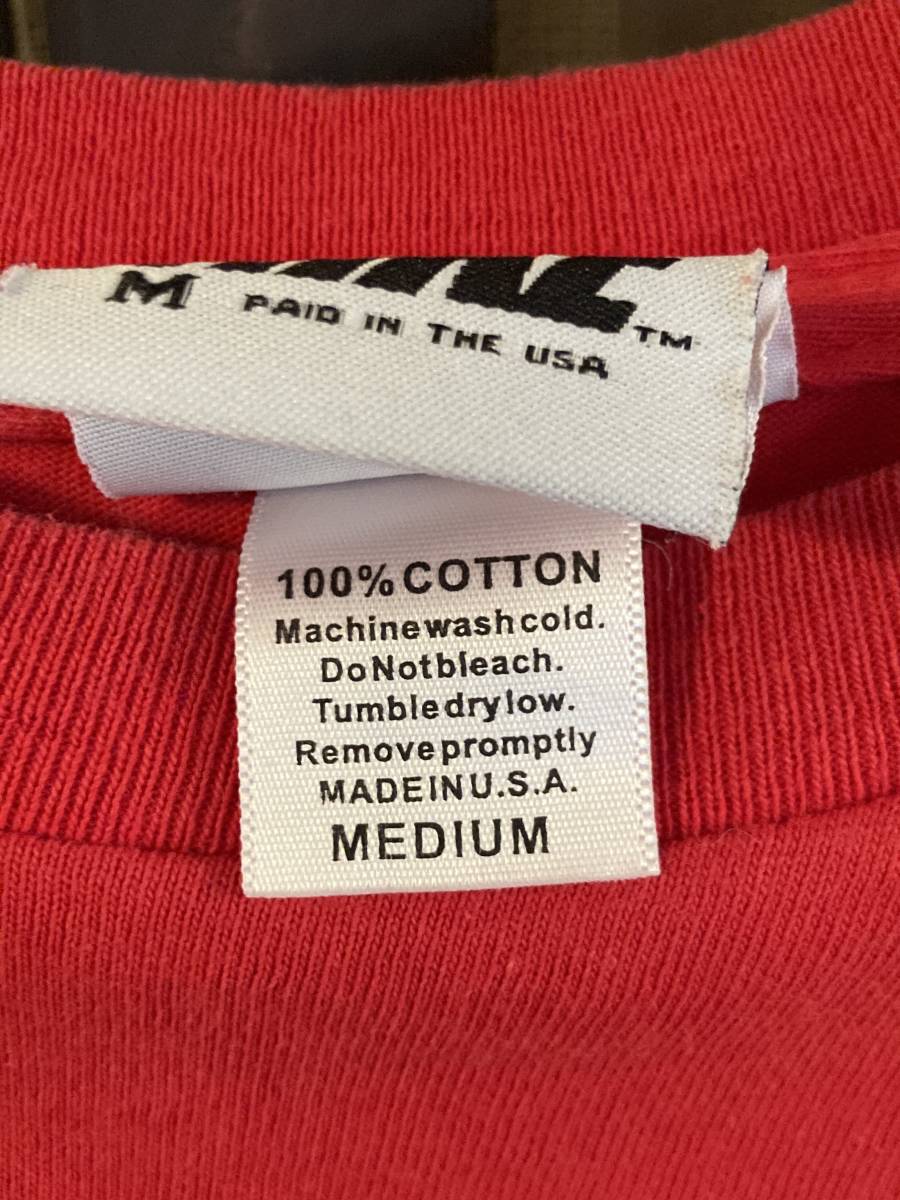 M PAID IN THE USA ™
100% COTTON
Machinewashcold.
DoNotbleach.
Tumbledrylow.
Removepromptly
MADEINU.S.A.
MEDIUM